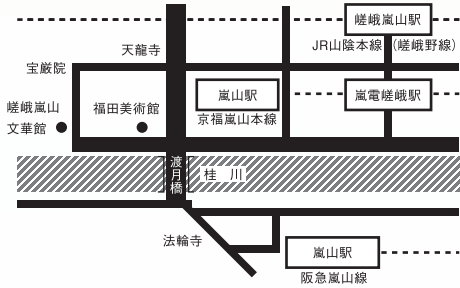 嵯峨嵐山駅
JR山陰本線（嵯峨野線）
天龍寺
宝厳院
嵐山駅
京福嵐山本線
嵐電嵯峨駅
嵯峨嵐山
文華館
福田美術館
渡月橋
桂 川
法輪寺
嵐山駅
阪急嵐山線